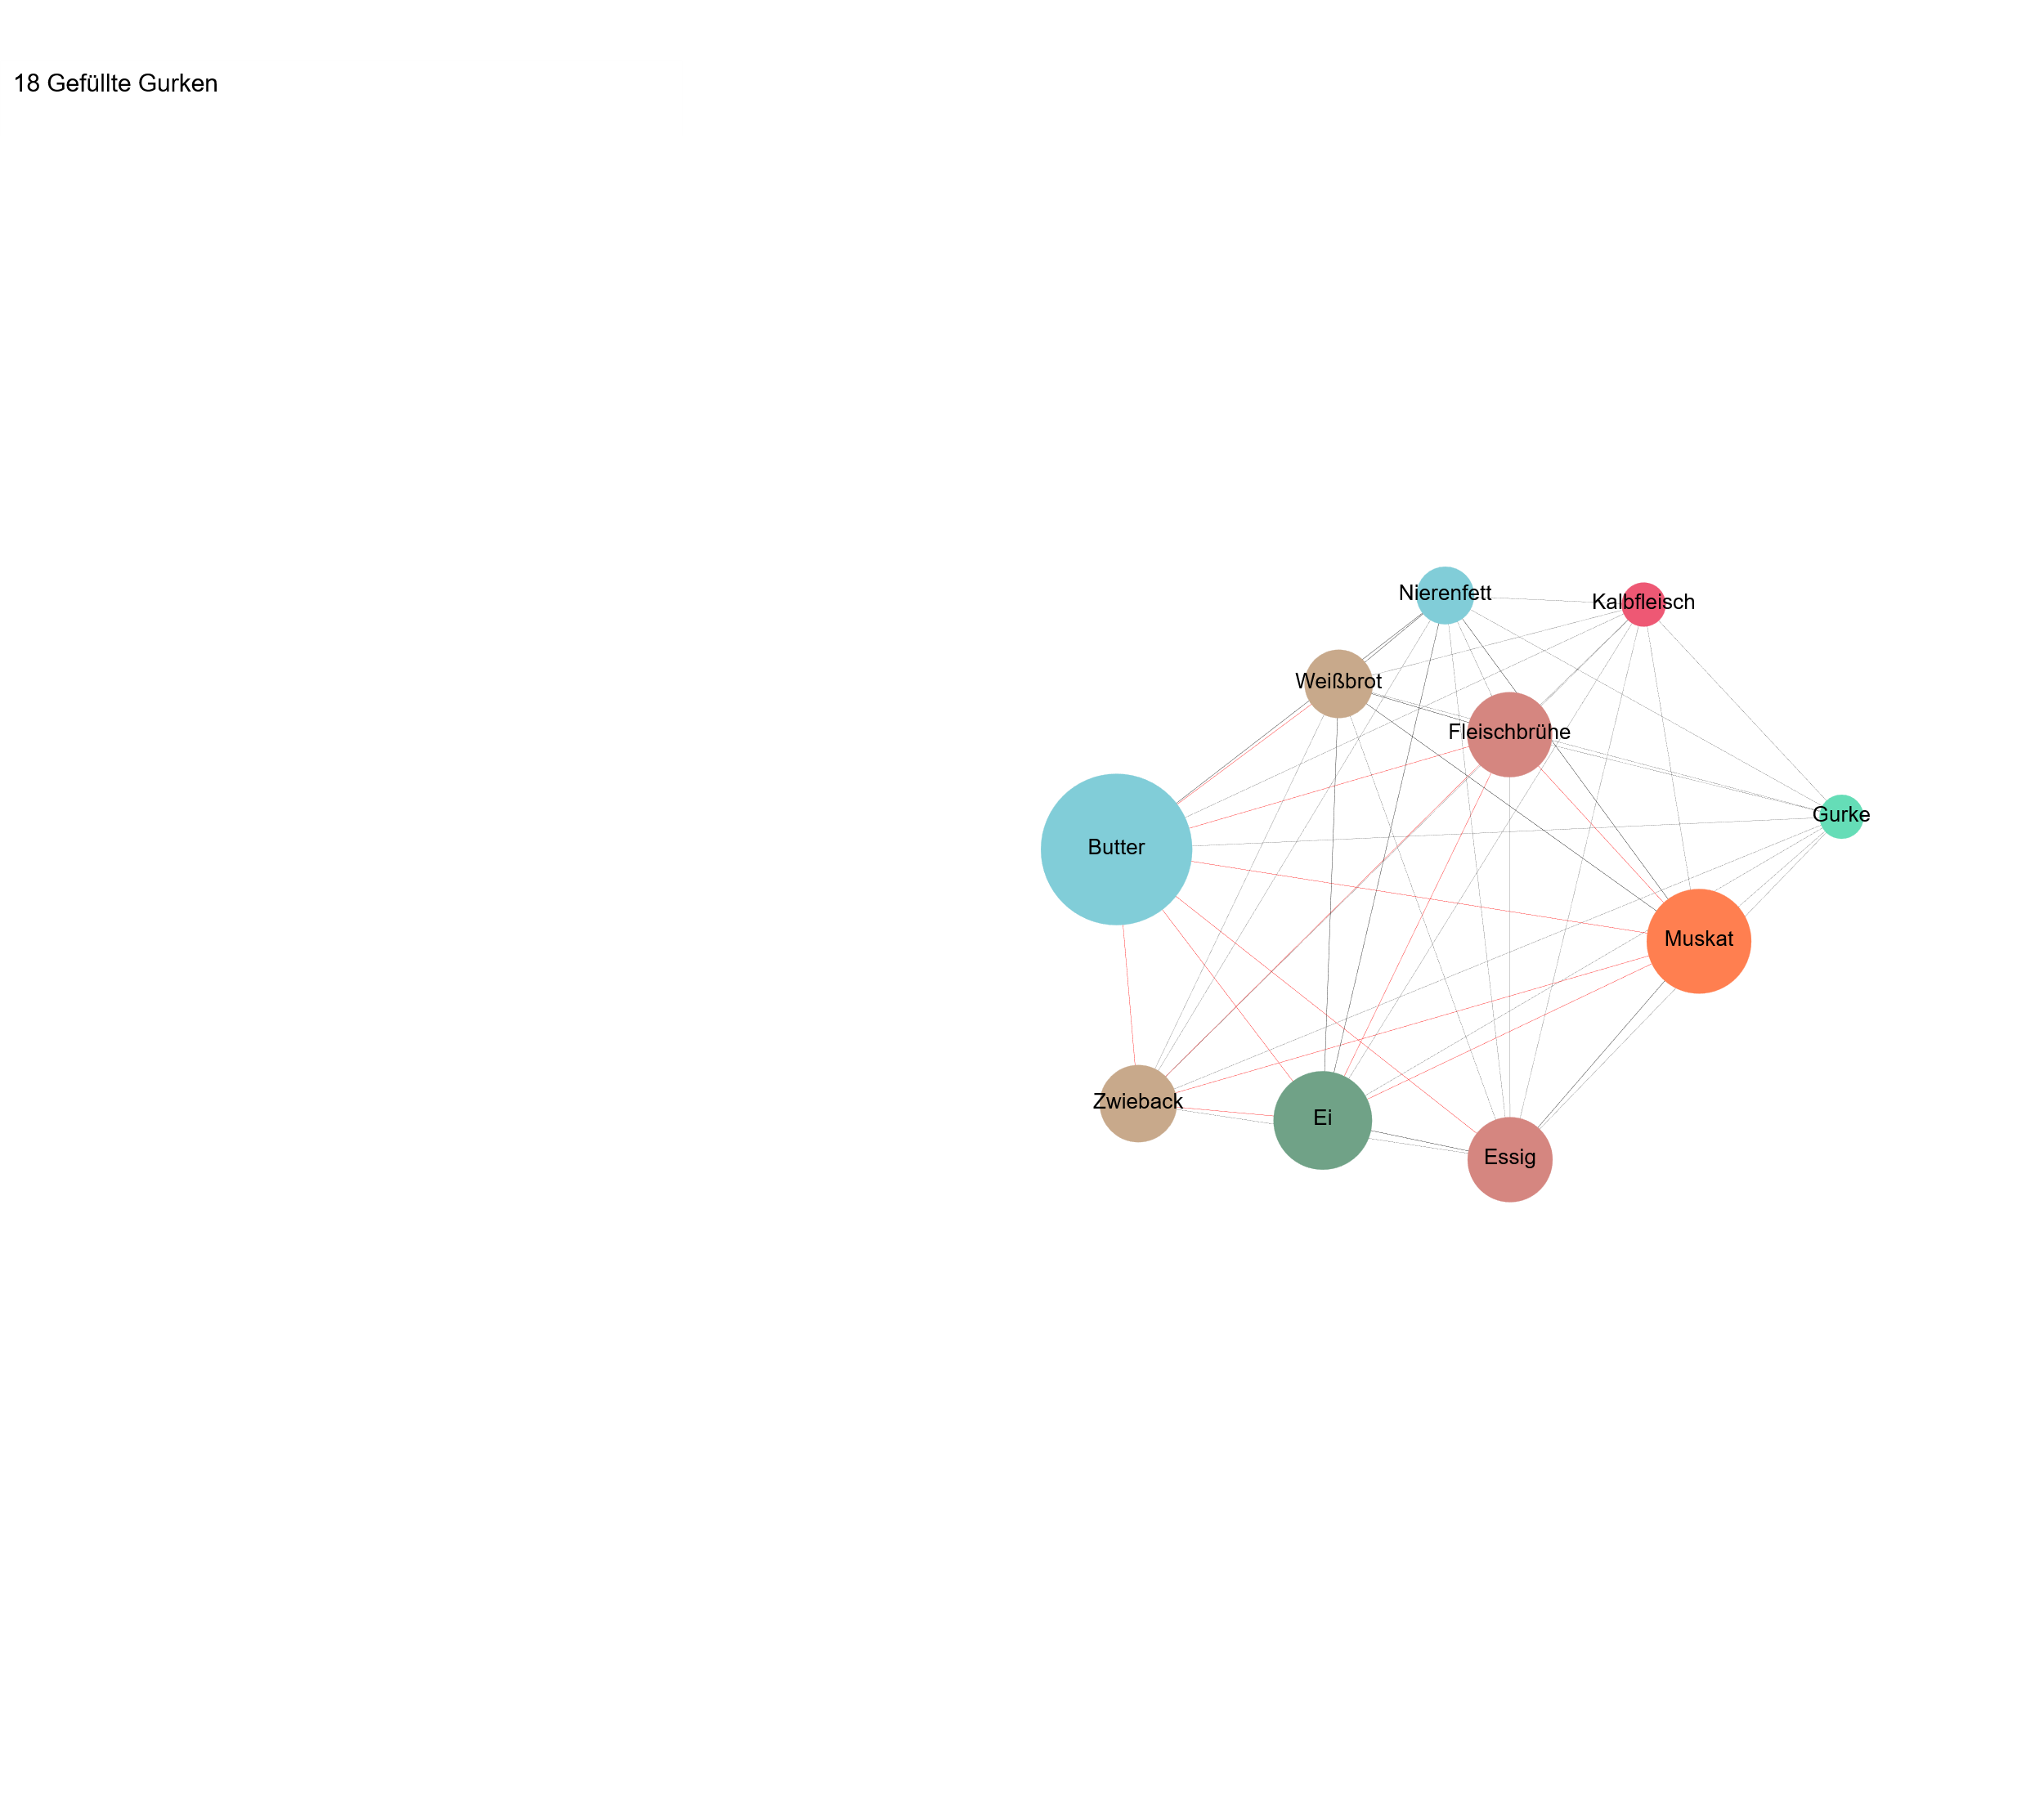 18 Gefüllte Gurken
Nierenfett
Kalbfleisch
Weißbrot
Fleischbrühe
Gurke
Butter
Muskat
Zwieback
Ei
Essig